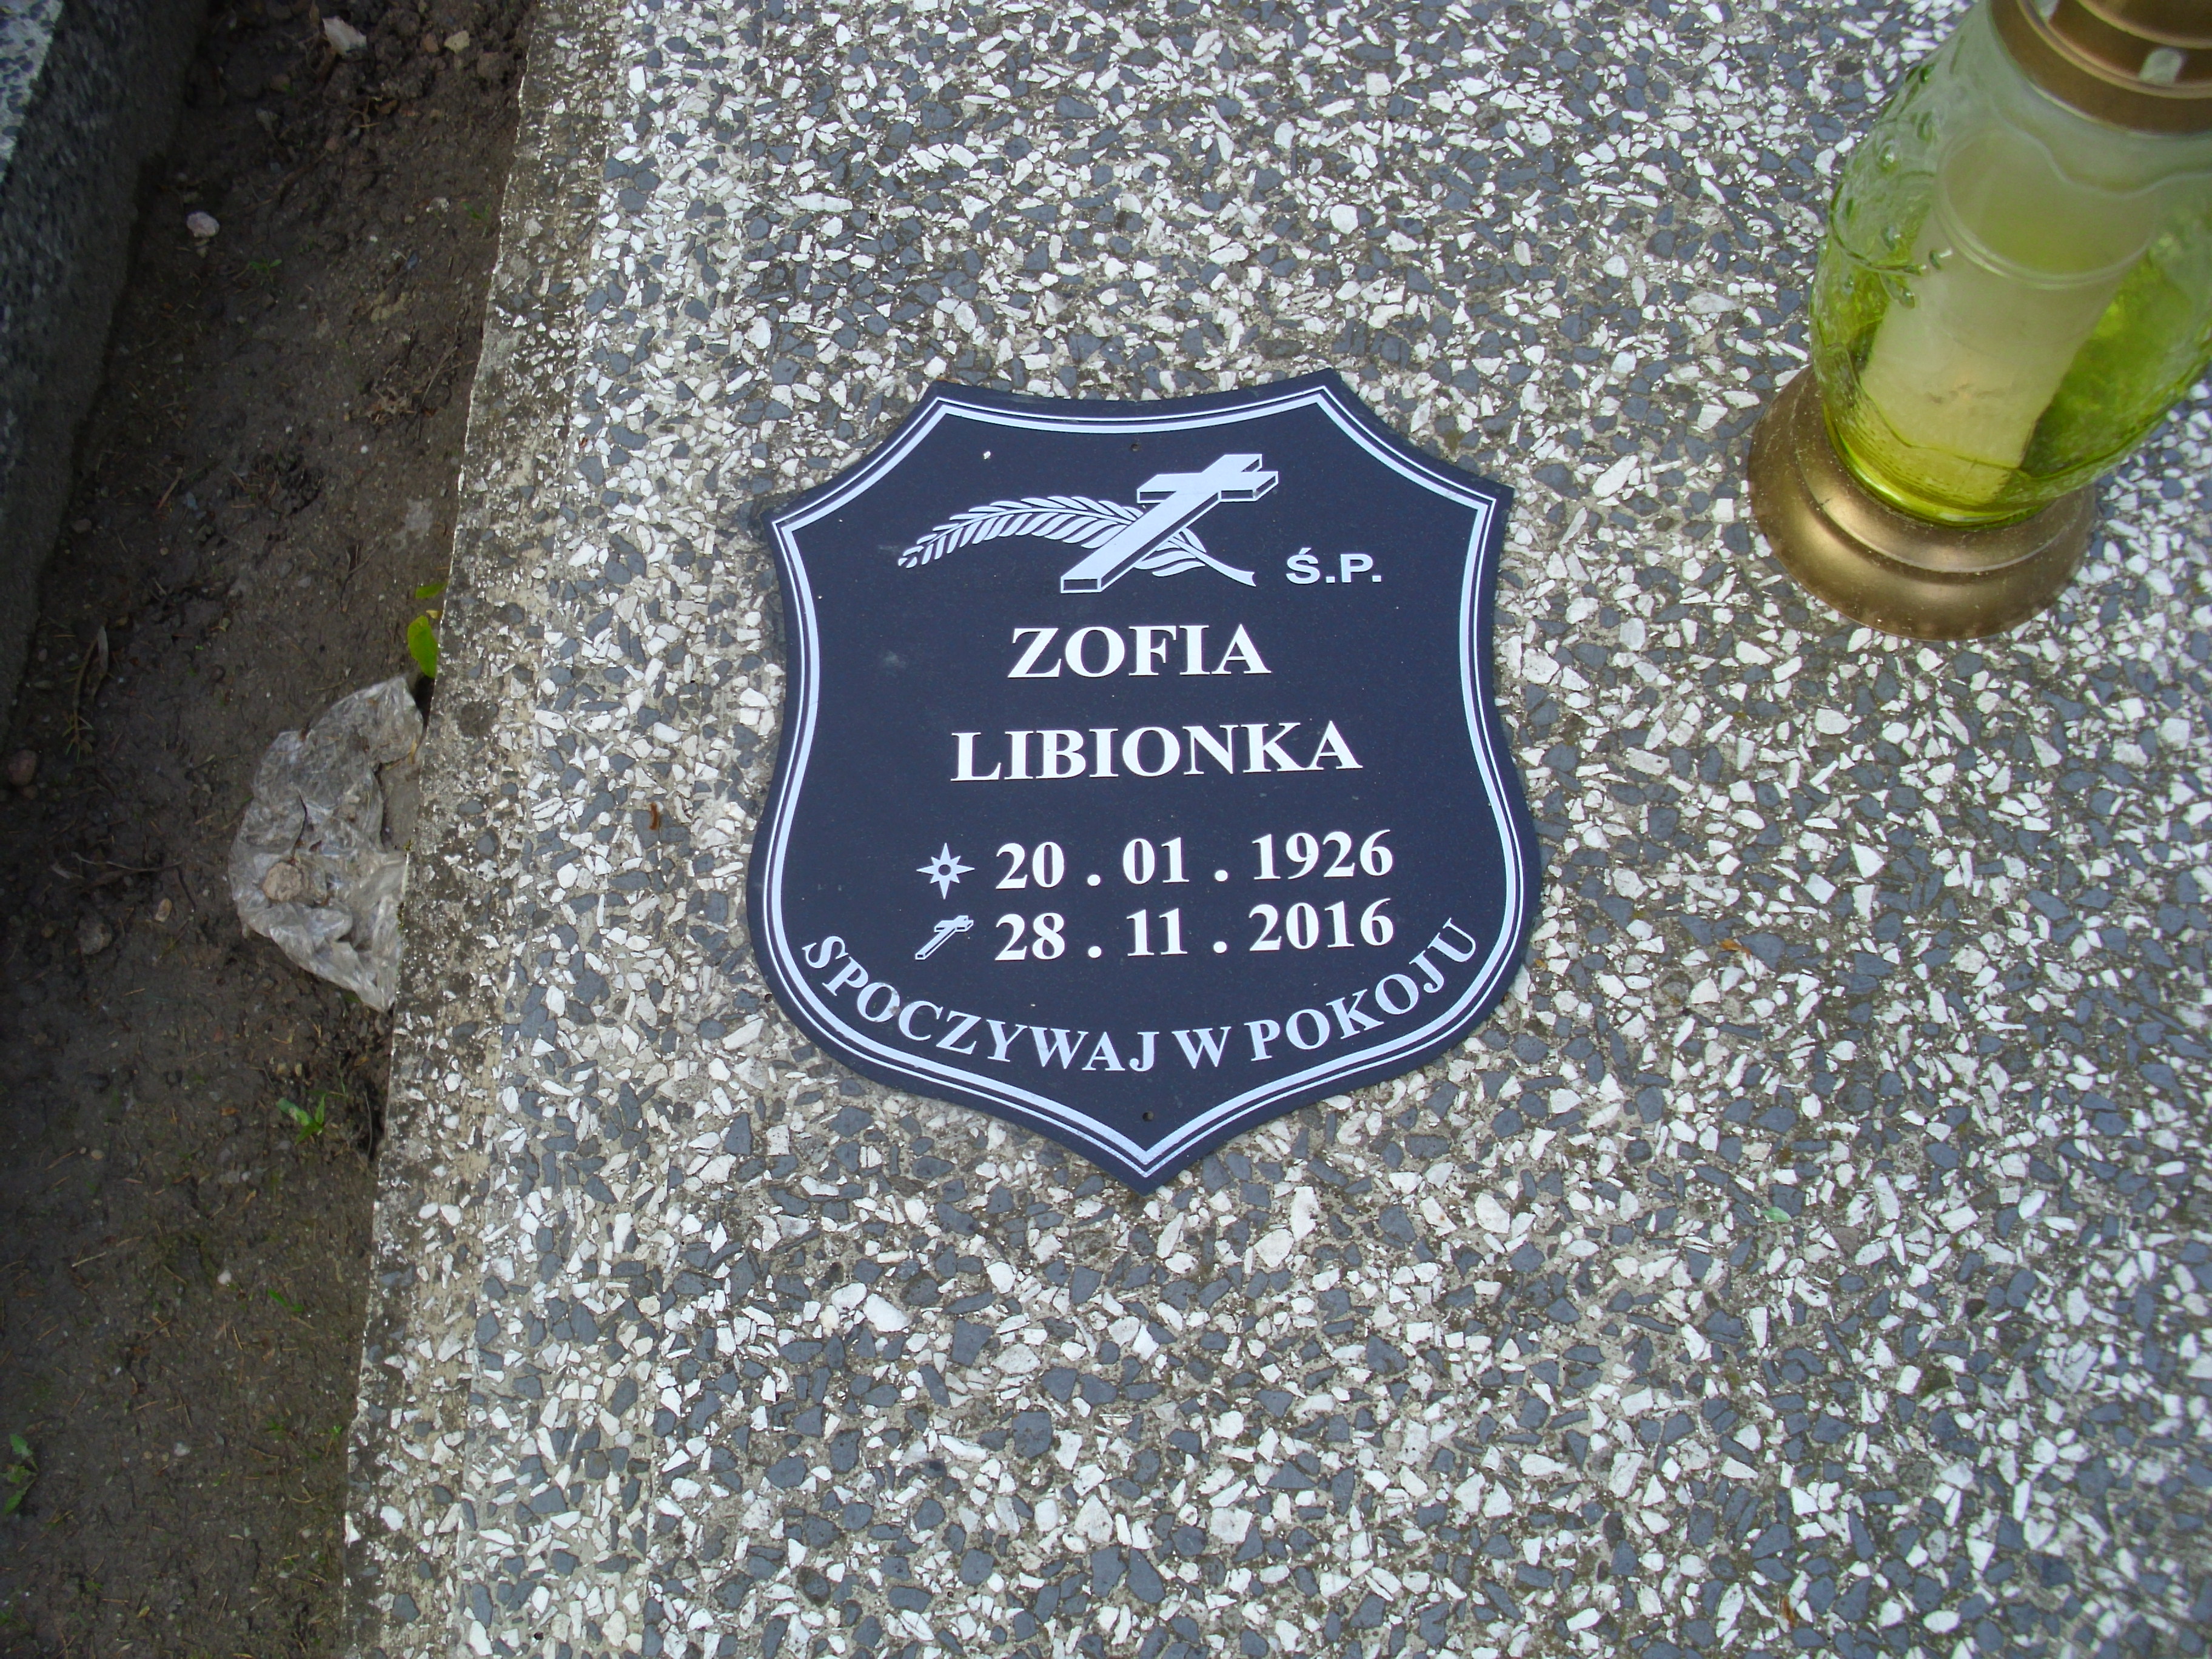 Ś.P.
ZOFIA
LIBIONKA
20 . 01 . 1926
28 . 11 . 2016
SPOCZYWAJ W POKOJU